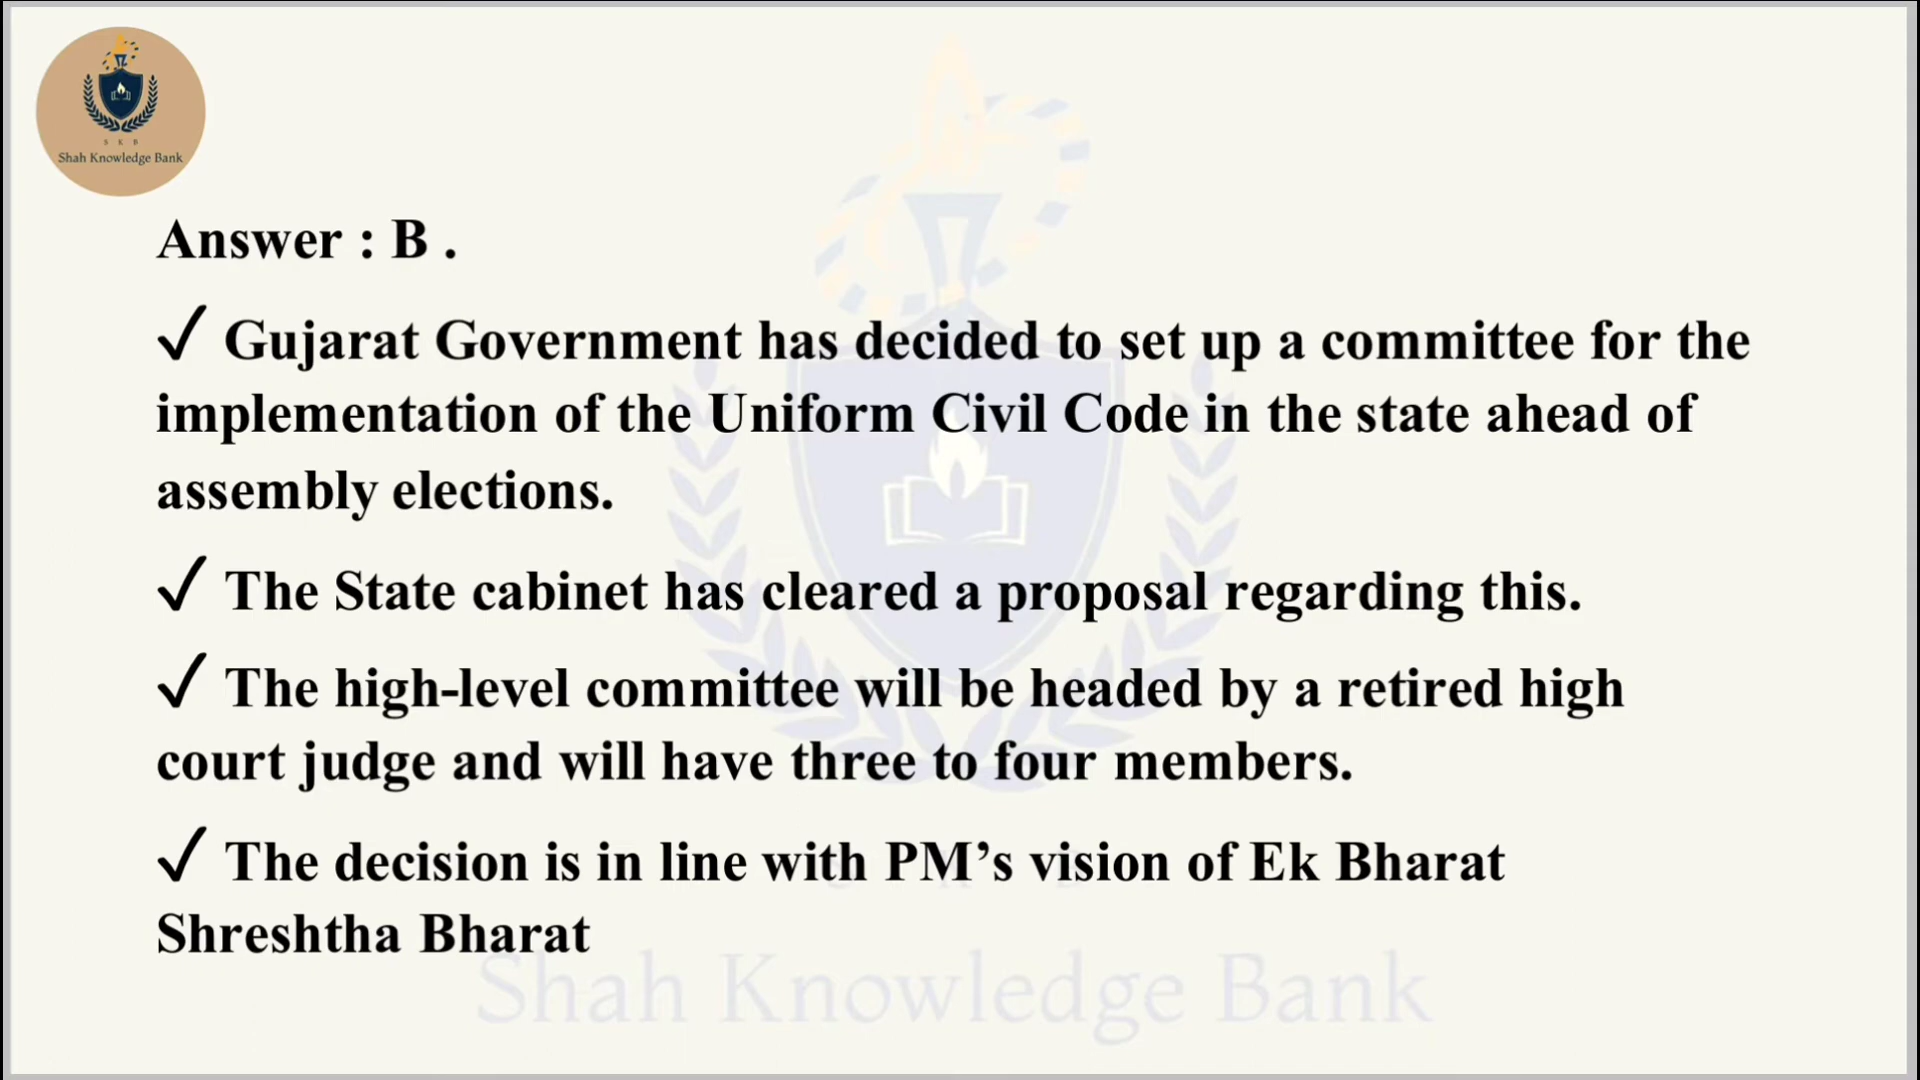 S K B
Shah Knowledge Bank
Answer : B .
✓ Gujarat Government has decided to set up a committee for the
implementation of the Uniform Civil Code in the state ahead of
assembly elections.
✓ The State cabinet has cleared a proposal regarding this.
✓ The high-level committee will be headed by a retired high
court judge and will have three to four members.
✓ The decision is in line with PM’s vision of Ek Bharat
Shreshtha Bharat
Shah Knowledge Bank